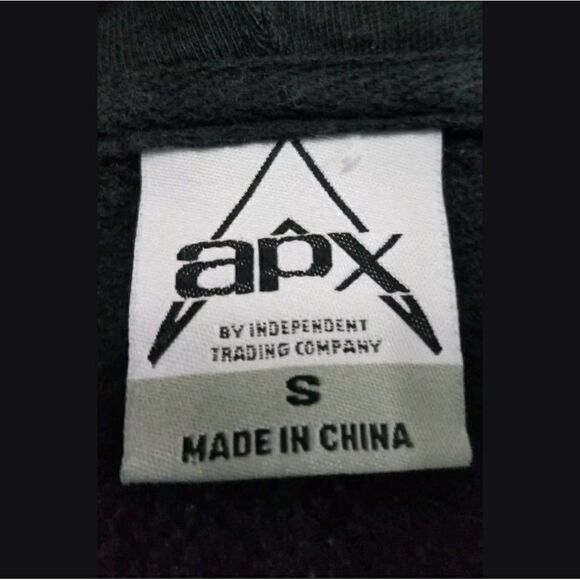 apx
BY INDEPENDENT
TRADING COMPANY
S
MADE IN CHINA